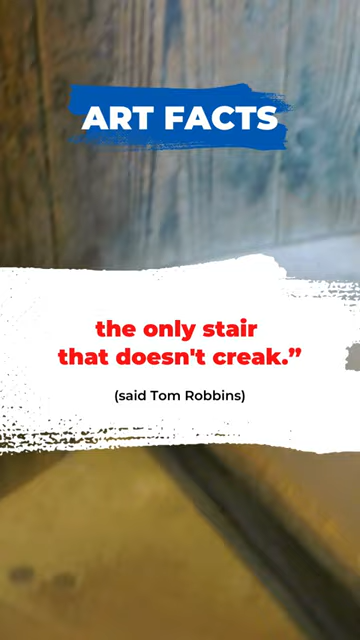 ART FACTS
the only stair
that doesn't creak.”
(said Tom Robbins)